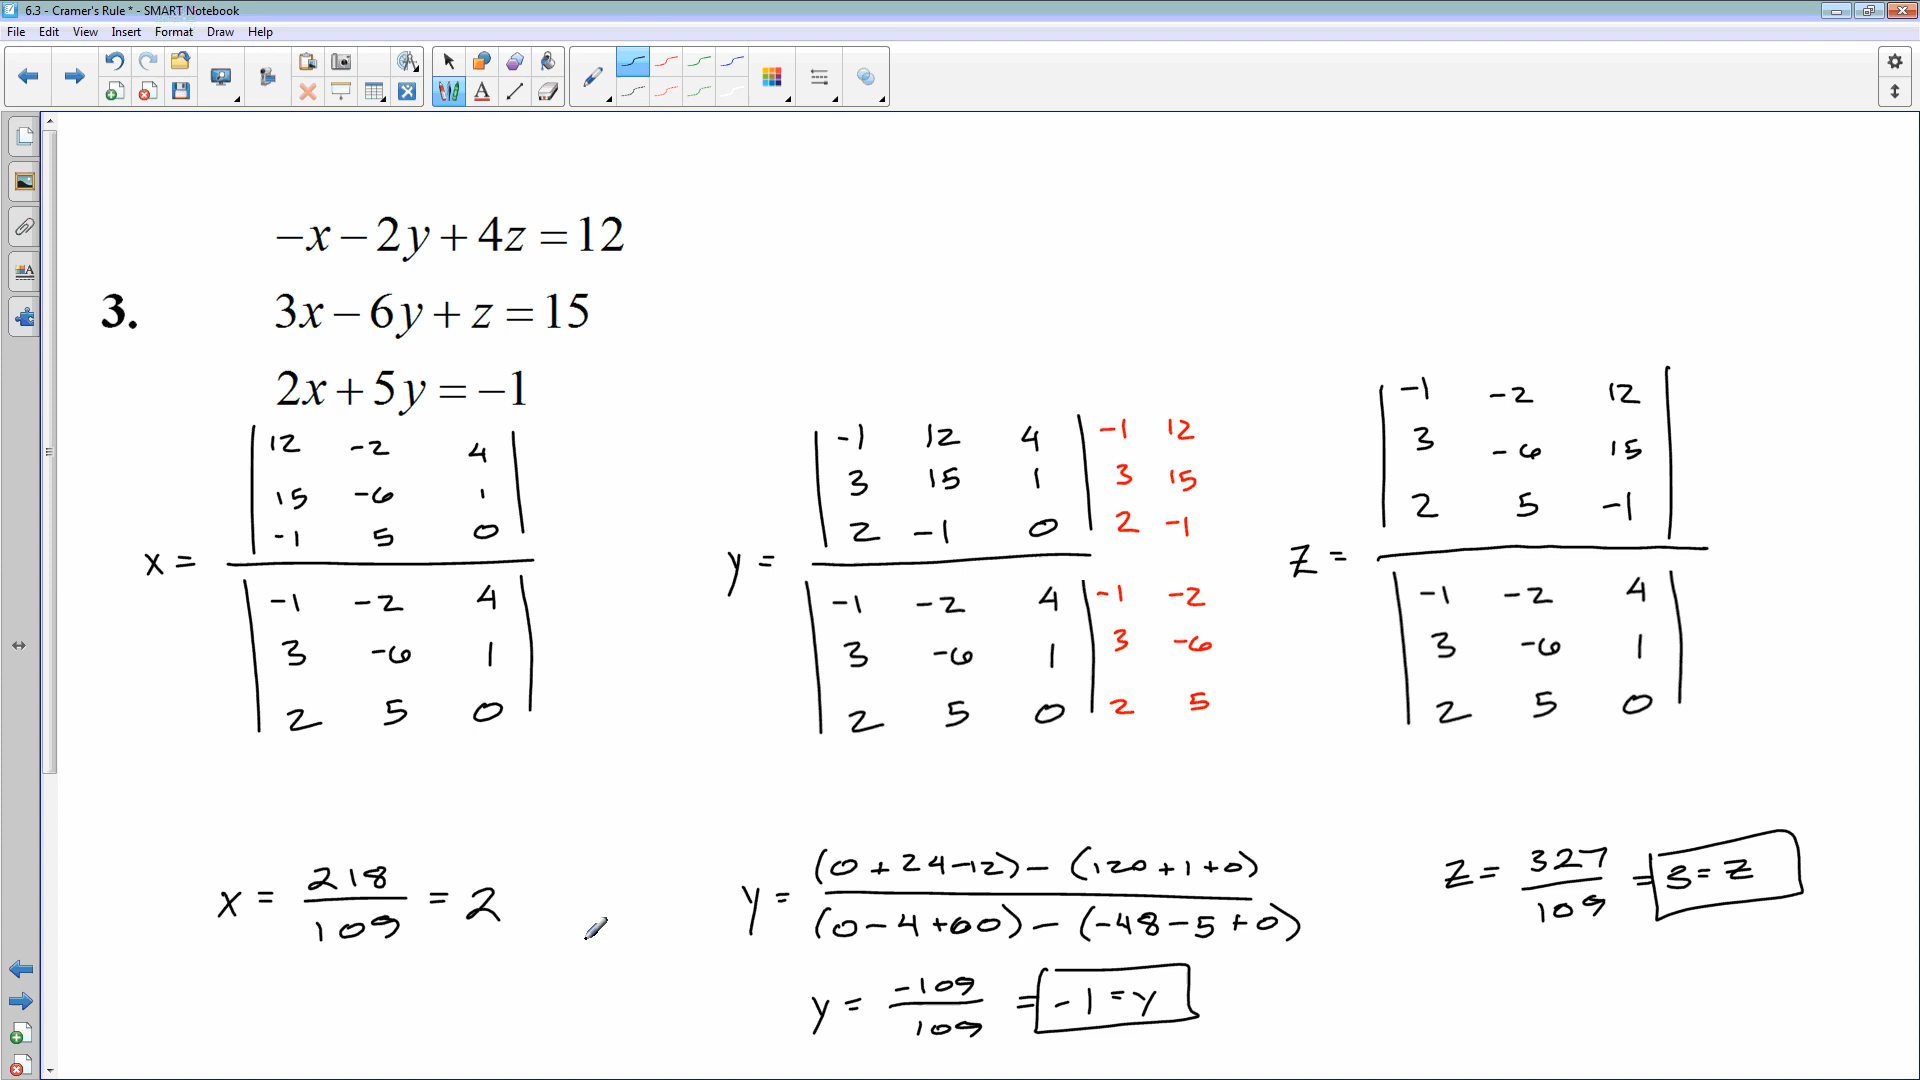 6.3 - Cramer's Rule * - SMART Notebook
File Edit View Insert Format Draw Help
-x - 2y + 4z = 12
3. 3x - 6y + z = 15
2x + 5y = -1
12 -2 4
15 -6 1
-1 5 0
x =
-1 -2 4
3 -6 1
2 5 0
-1 12 4 -1 12
3 15 1 3 15
2 -1 0 2 -1
y =
-1 -2 4 -1 -2
3 -6 1 3 -6
2 5 0 2 5
-1 -2 12
3 -6 15
2 5 -1
z =
-1 -2 4
3 -6 1
2 5 0
x = 218/109 = 2
y = (0 + 24 - 12) - (120 + 1 + 0)
(0 - 4 + 60) - (-48 - 5 + 0)
y = -109/109 = -1 = y
z = 327/109 = 3 = z